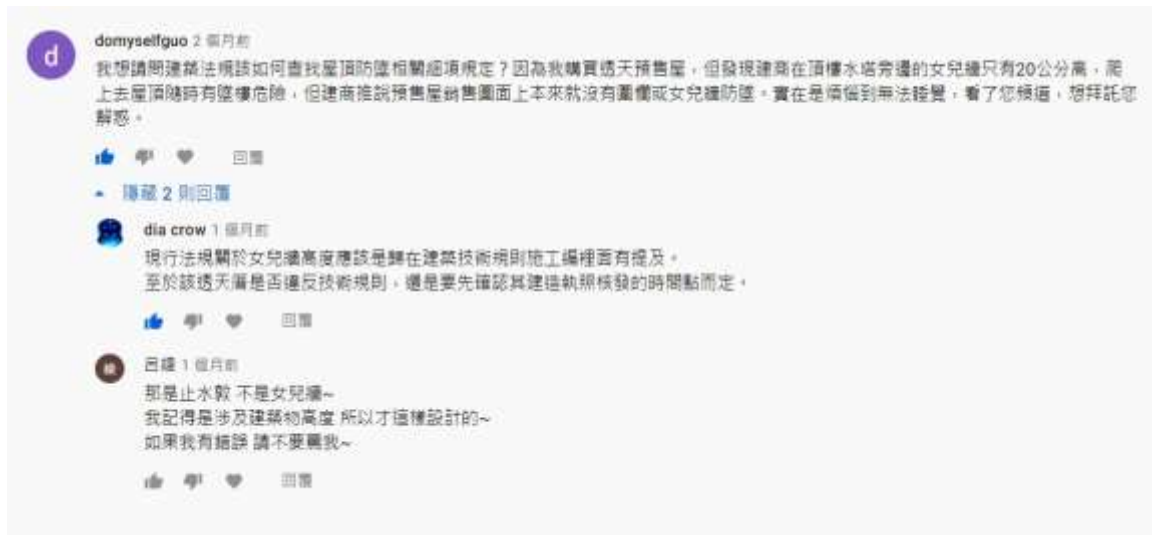 d
domyselfguo 2 個月前
我想請問建築法規該如何查找屋頂防墜相關細項規定？因為我購買透天預售屋，但發現建商在頂樓水塔旁邊的女兒牆只有20公分高，爬
上去屋頂隨時有墜樓危險，但建商推說預售屋銷售圖面上本來就沒有圍欄或女兒牆防墜。實在是煩惱到無法睡覺，看了您頻道，想拜託您
解惑。
回覆
隱藏 2 則回覆
dia crow 1 個月前
現行法規關於女兒牆高度應該是歸在建築技術規則施工編裡面有提及。
至於該透天厝是否違反技術規則，還是要先確認其建造執照核發的時間點而定。
回覆
1 個月前
那是止水墩 不是女兒牆~
我記得是涉及建築物高度 所以才這樣設計的~
如果我有錯誤 請不要罵我~
回覆